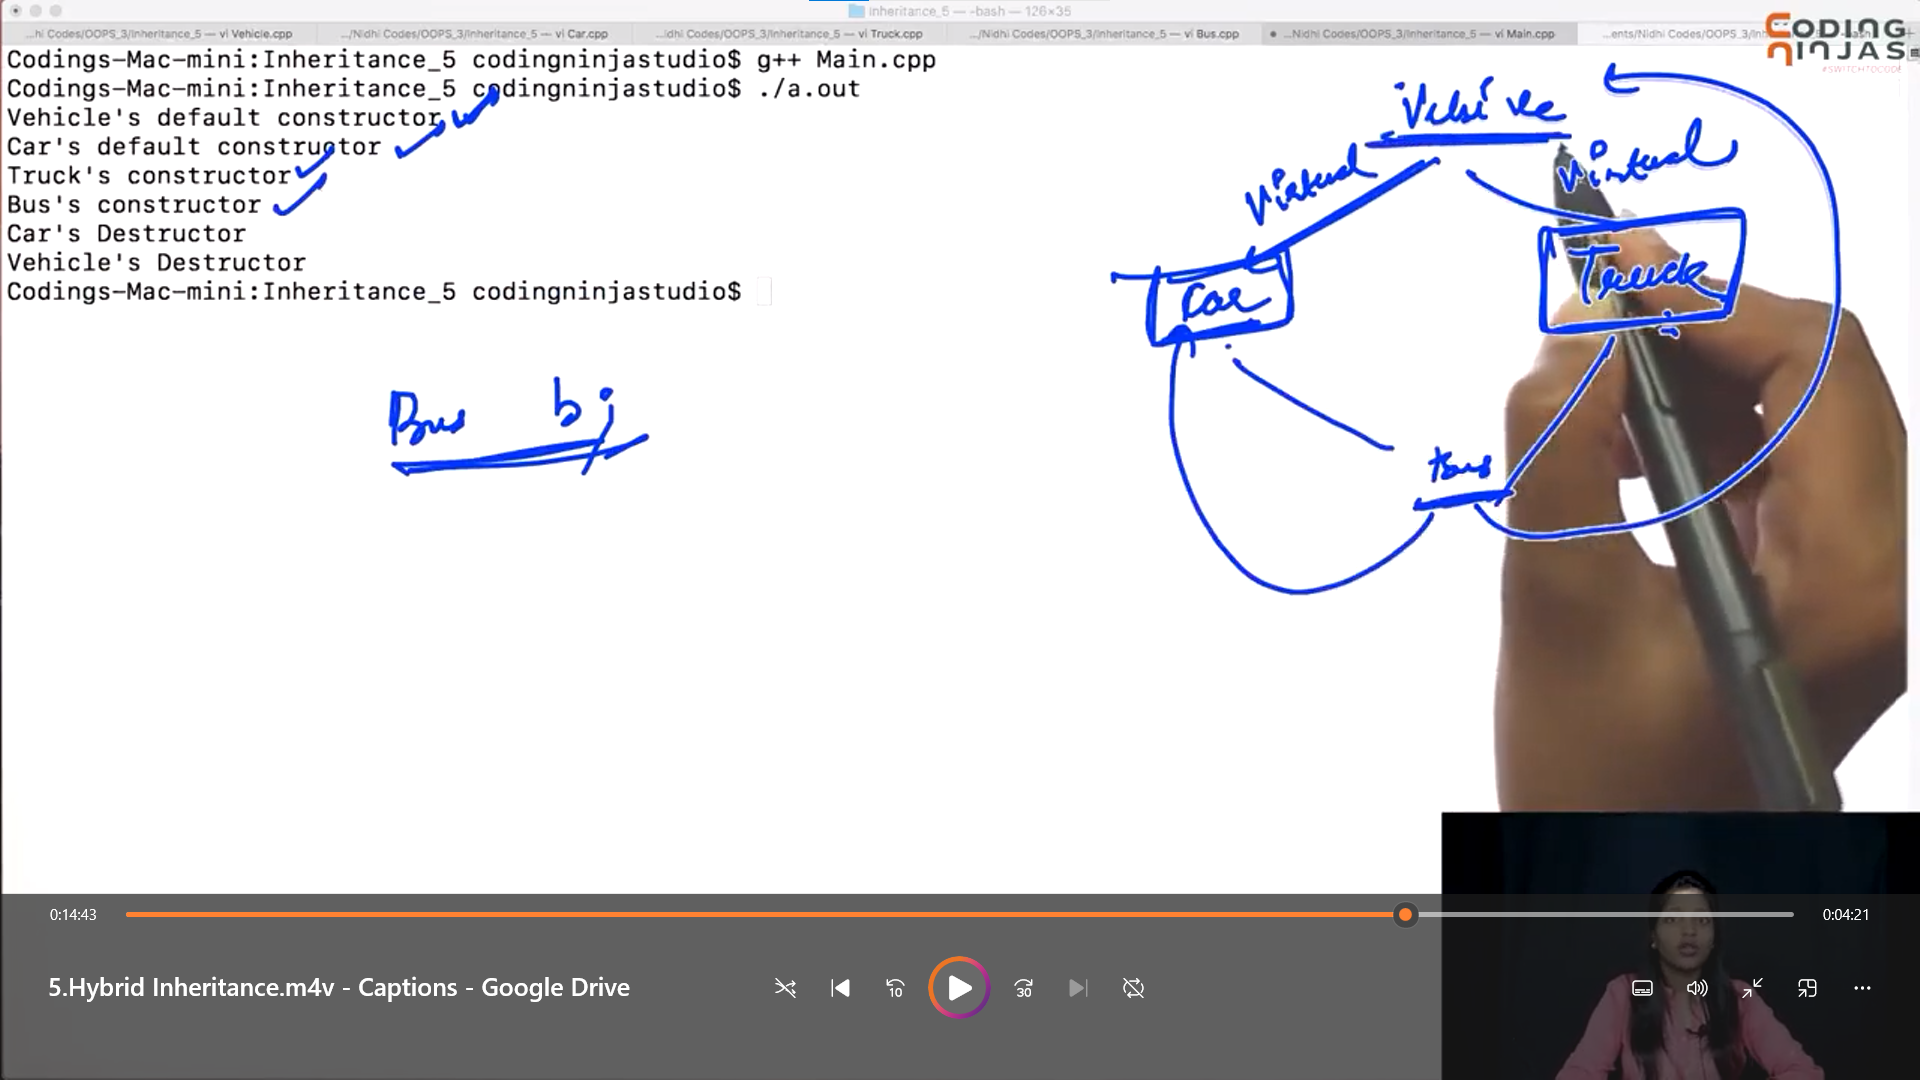 inheritance_5 — -bash — 126×35
...hi Codes/OOPS_3/Inheritance_5 — vi Vehicle.cpp
.../Nidhi Codes/OOPS_3/Inheritance_5 — vi Car.cpp
...idhi Codes/OOPS_3/Inheritance_5 — vi Truck.cpp
.../Nidhi Codes/OOPS_3/Inheritance_5 — vi Bus.cpp
...Nidhi Codes/OOPS_3/Inheritance_5 — vi Main.cpp
...ents/Nidhi Codes/OOPS_3/Inh
CODING
NINJAS
#SWITCHTOCODE
Codings-Mac-mini:Inheritance_5 codingninjastudio$ g++ Main.cpp
Codings-Mac-mini:Inheritance_5 codingninjastudio$ ./a.out
Vehicle's default constructor
Car's default constructor
Truck's constructor
Bus's constructor
Car's Destructor
Vehicle's Destructor
Codings-Mac-mini:Inheritance_5 codingninjastudio$
Virtual
Virtual
Car
Truck
Bus b;
Bus
0:14:43
0:04:21
5.Hybrid Inheritance.m4v - Captions - Google Drive
10
30